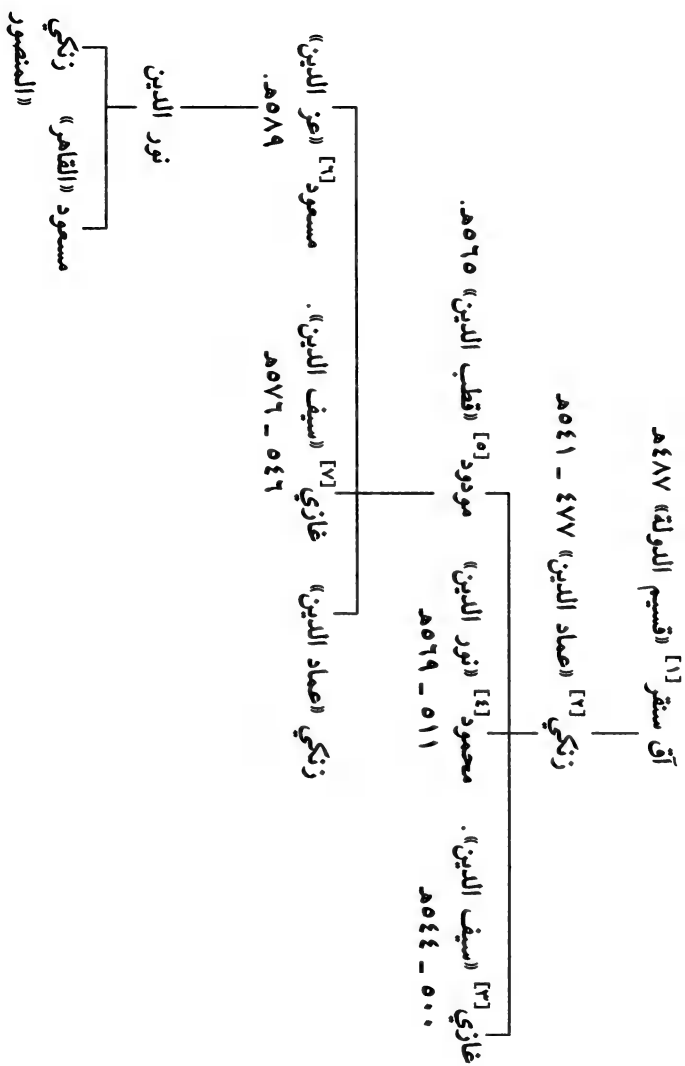 آق سنقر [١] «قسيم الدولة» ٤٨٧هـ
زنكي [٢] «عماد الدين» ٤٧٧ - ٥٤١هـ
غازي [٣] «سيف الدين».
٥٠٠ - ٥٤٤هـ
محمود [٤] «نور الدين»
٥١١ - ٥٦٩هـ
مودود [٥] «قطب الدين» ٥٦٥هـ.
زنكي «عماد الدين»
غازي [٧] «سيف الدين».
٥٤٦ - ٥٧٦هـ
مسعود [٦] «عز الدين»
٥٨٩هـ.
نور الدين
مسعود «القاهر»
زنكي
«المنصور»